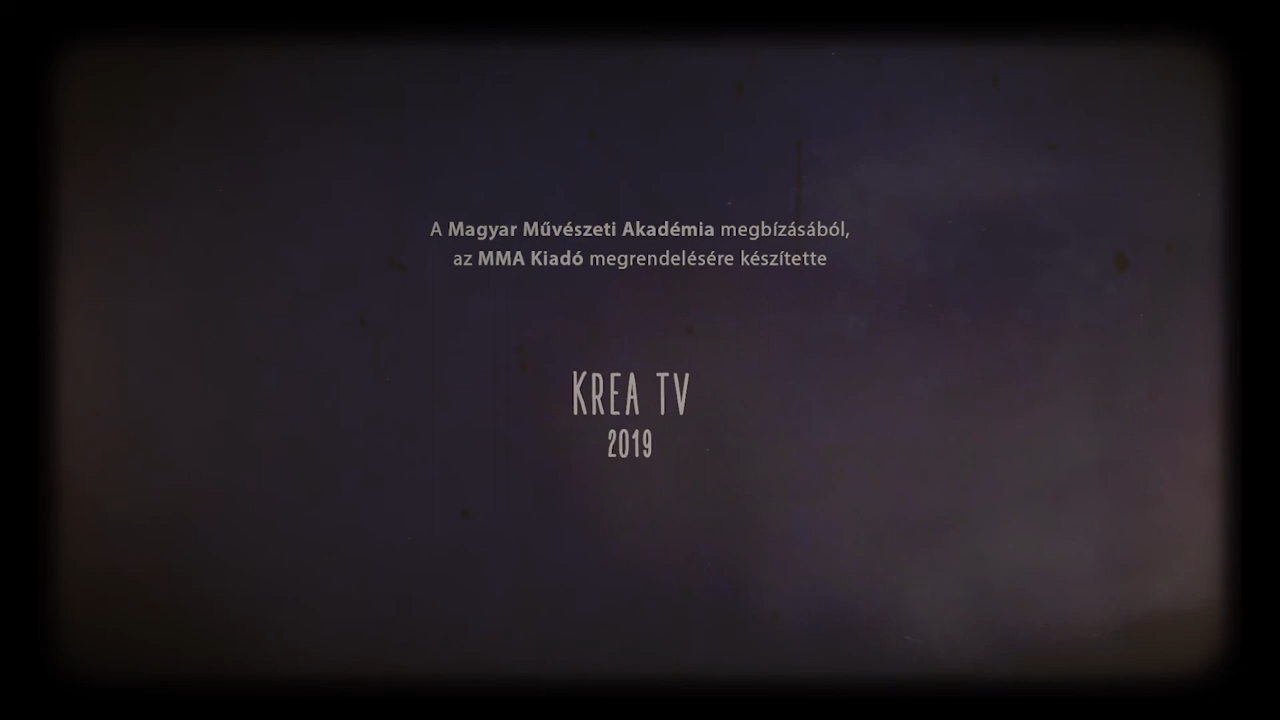 A Magyar Művészeti Akadémia megbízásából,
az MMA Kiadó megrendelésére készítette
KREA TV
2019